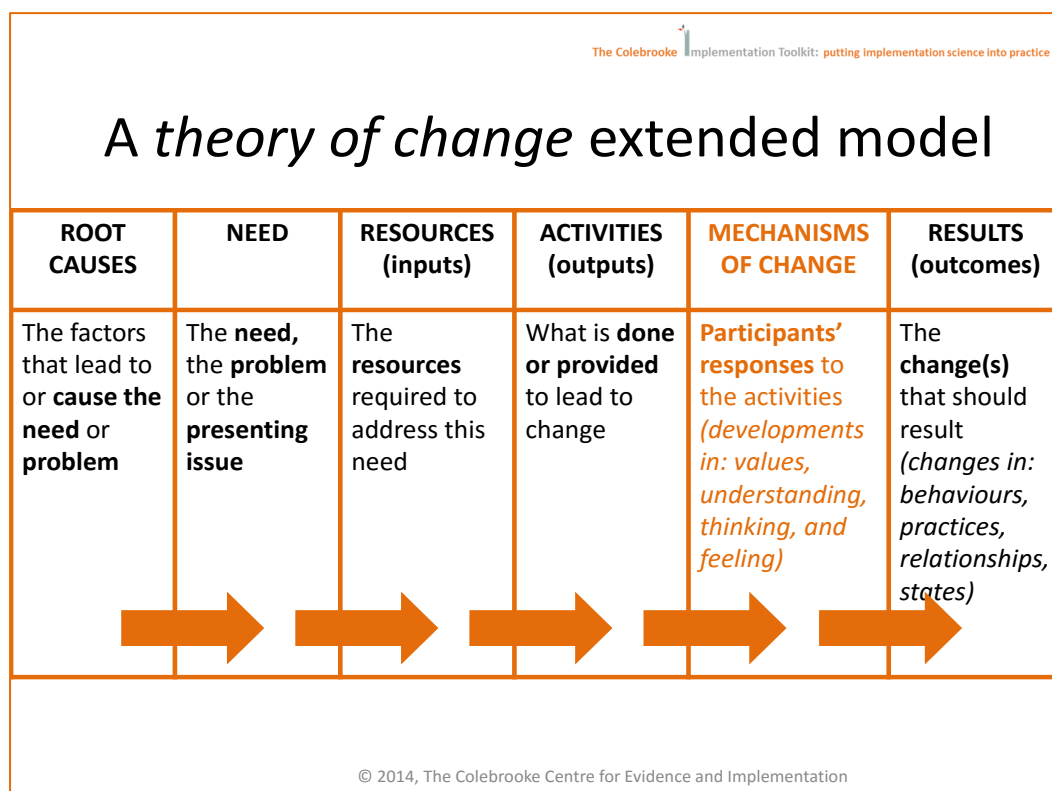 The Colebrooke Implementation Toolkit: putting implementation science into practice
A theory of change extended model
ROOT
CAUSES
NEED
RESOURCES
(inputs)
ACTIVITIES
(outputs)
MECHANISMS
OF CHANGE
RESULTS
(outcomes)
The factors
that lead to
or cause the
need or
problem
The need,
the problem
or the
presenting
issue
The
resources
required to
address this
need
What is done
or provided
to lead to
change
Participants’
responses to
the activities
(developments
in: values,
understanding,
thinking, and
feeling)
The
change(s)
that should
result
(changes in:
behaviours,
practices,
relationships,
states)
© 2014, The Colebrooke Centre for Evidence and Implementation